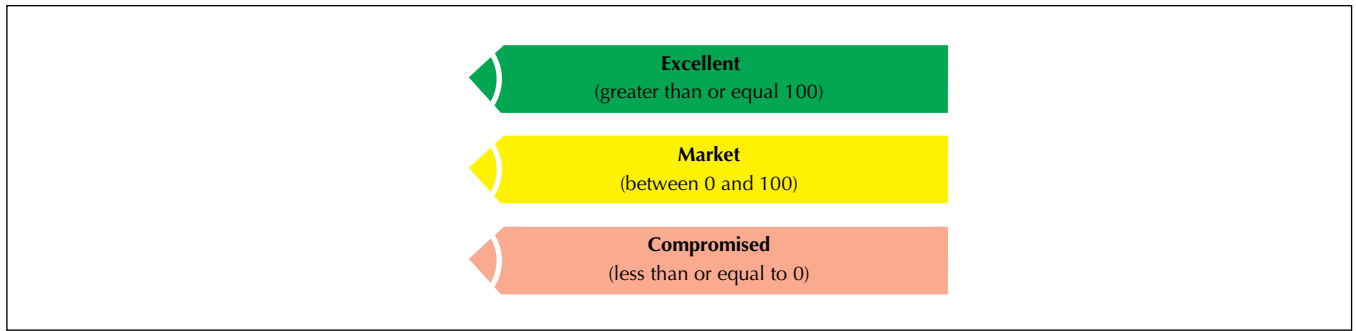 Excellent
(greater than or equal 100)
Market
(between 0 and 100)
Compromised
(less than or equal to 0)